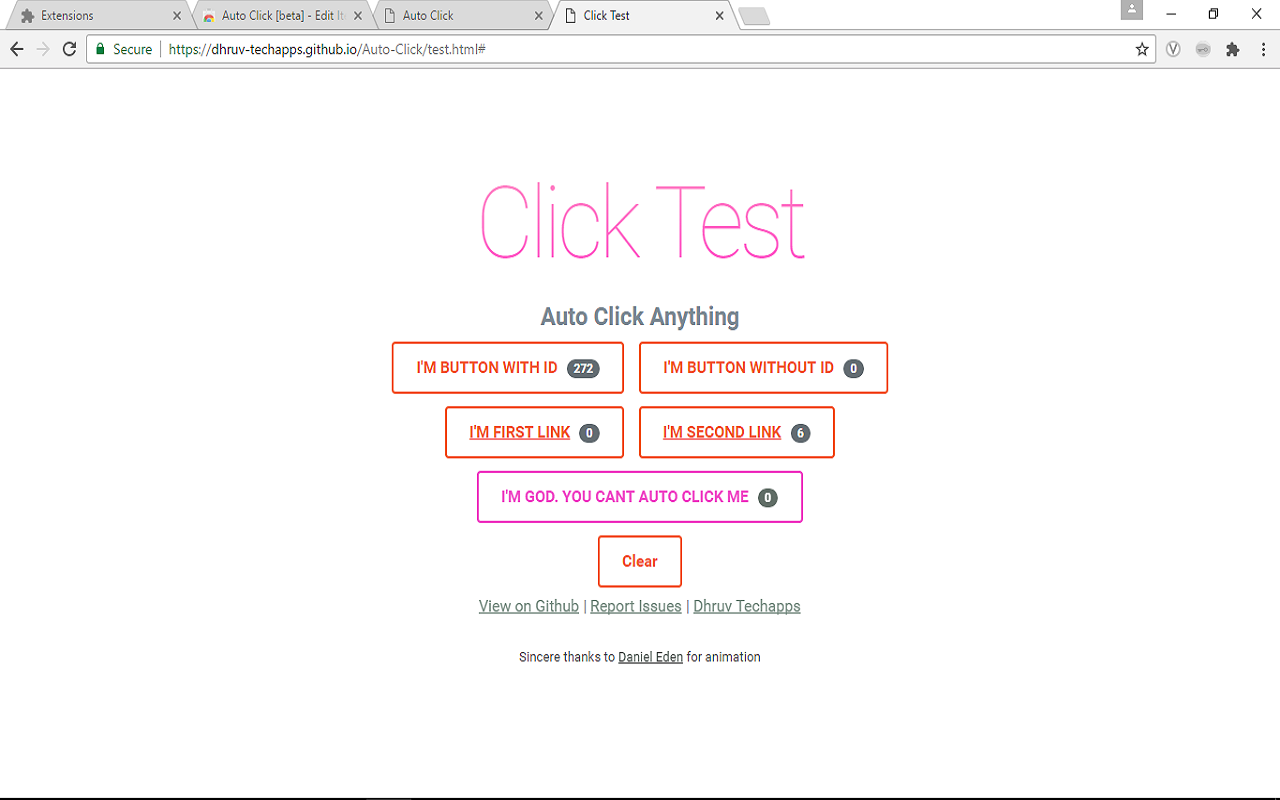 Extensions
Auto Click [beta] - Edit It
Auto Click
Click Test
Secure
https://dhruv-techapps.github.io/Auto-Click/test.html#
Click Test
Auto Click Anything
I'M BUTTON WITH ID 272
I'M BUTTON WITHOUT ID 0
I'M FIRST LINK 0
I'M SECOND LINK 6
I'M GOD. YOU CANT AUTO CLICK ME 0
Clear
View on Github | Report Issues | Dhruv Techapps
Sincere thanks to Daniel Eden for animation